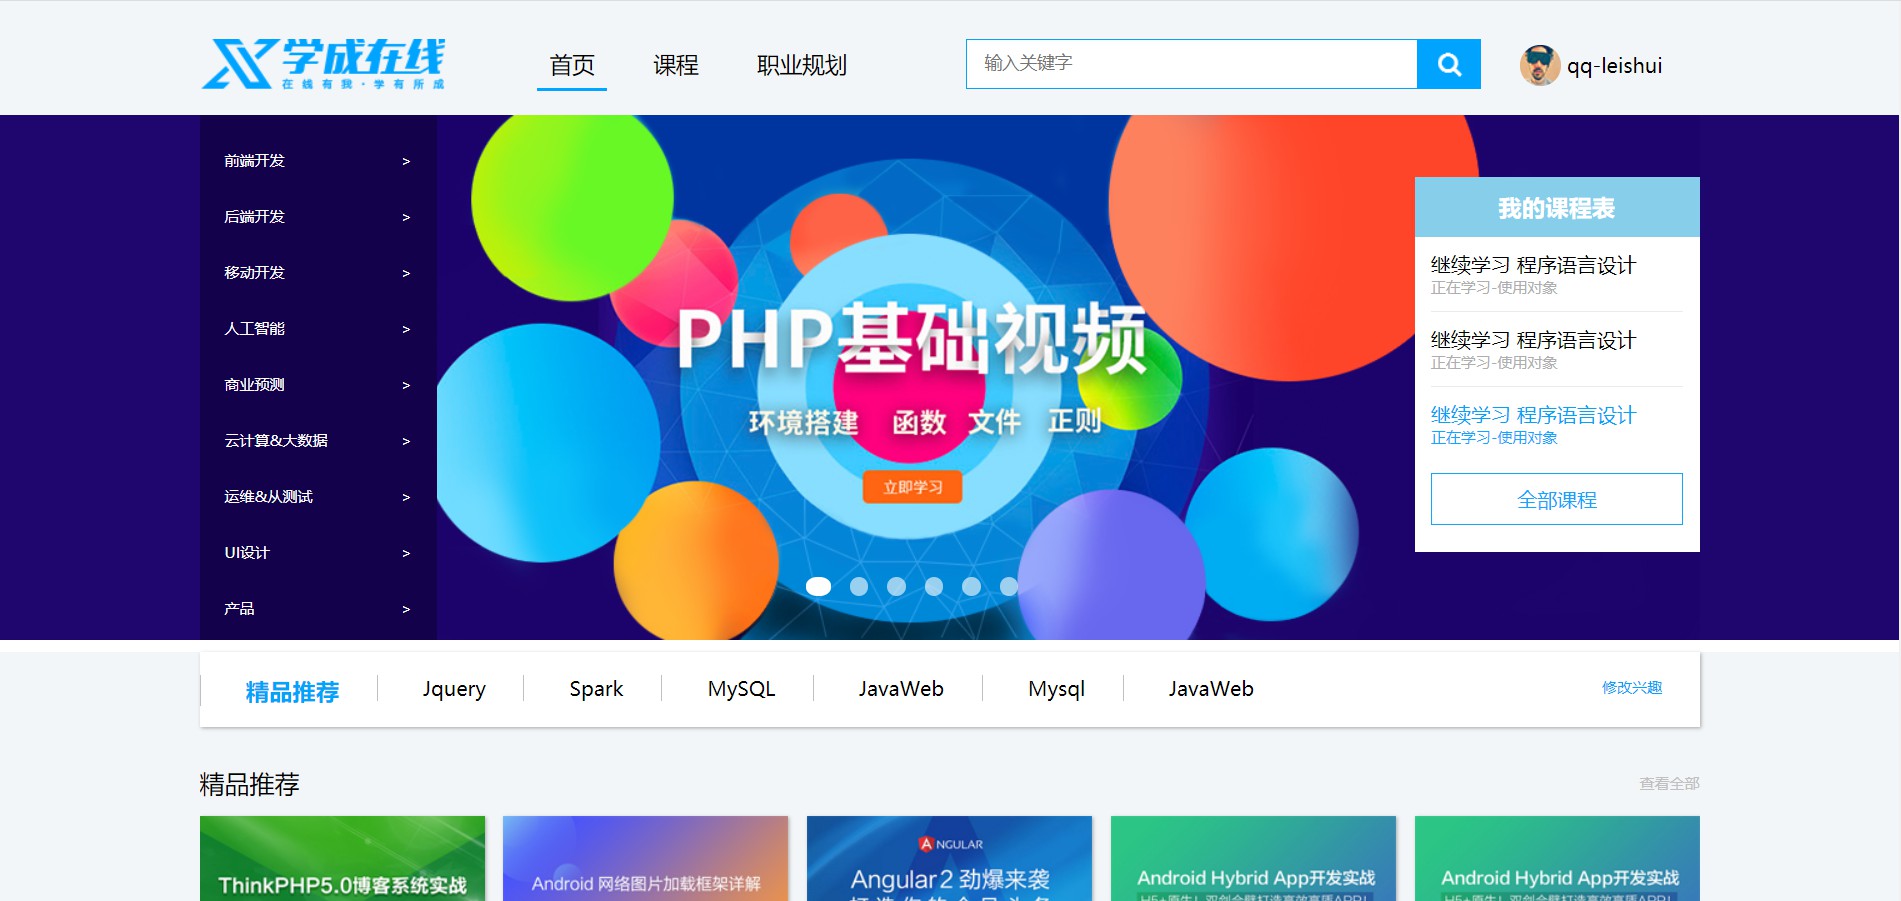 学成在线
在线有我·学有所成
首页
课程
职业规划
输入关键字
qq-leishui
前端开发 >
后端开发 >
移动开发 >
人工智能 >
商业预测 >
云计算&大数据 >
运维&从测试 >
UI设计 >
产品 >
PHP基础视频
环境搭建 函数 文件 正则
立即学习
我的课程表
继续学习 程序语言设计
正在学习-使用对象
继续学习 程序语言设计
正在学习-使用对象
继续学习 程序语言设计
正在学习-使用对象
全部课程
精品推荐
Jquery
Spark
MySQL
JavaWeb
Mysql
JavaWeb
修改兴趣
精品推荐
查看全部
ThinkPHP5.0博客系统实战
Android 网络图片加载框架详解
ANGULAR
Angular2 劲爆来袭
Android Hybrid App开发实战
Android Hybrid App开发实战